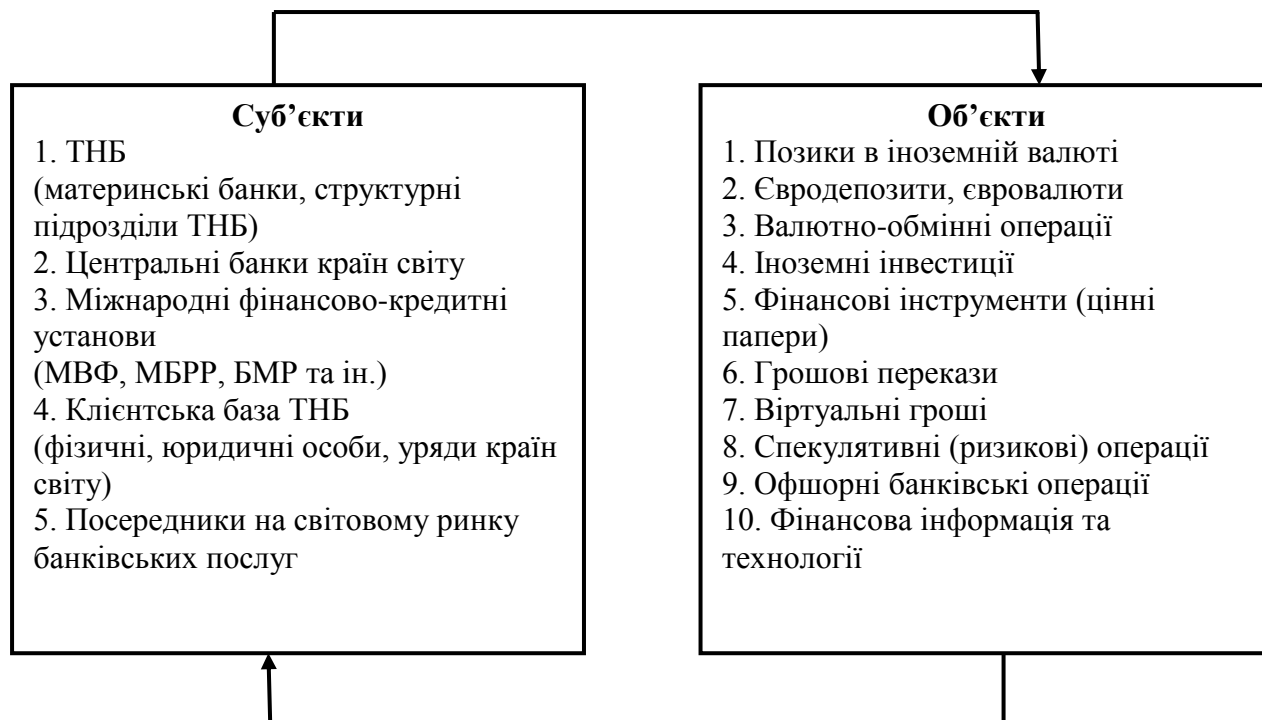 Суб’єкти
1. ТНБ
(материнські банки, структурні
підрозділи ТНБ)
2. Центральні банки країн світу
3. Міжнародні фінансово-кредитні
установи
(МВФ, МБРР, БМР та ін.)
4. Клієнтська база ТНБ
(фізичні, юридичні особи, уряди країн
світу)
5. Посередники на світовому ринку
банківських послуг
Об’єкти
1. Позики в іноземній валюті
2. Євродепозити, євровалюти
3. Валютно-обмінні операції
4. Іноземні інвестиції
5. Фінансові інструменти (цінні
папери)
6. Грошові перекази
7. Віртуальні гроші
8. Спекулятивні (ризикові) операції
9. Офшорні банківські операції
10. Фінансова інформація та
технології